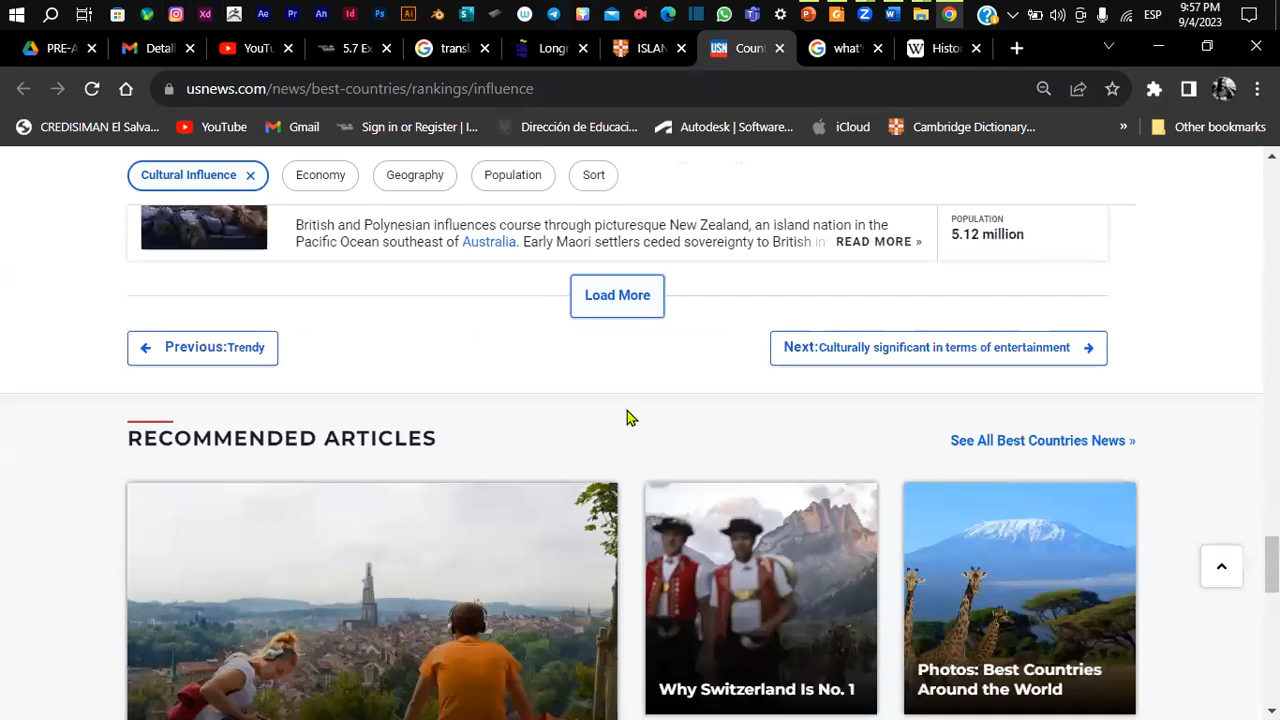 9:57 PM
ESP
9/4/2023
PRE-A
Detall
YouTu
5.7 Ex
transl
Longn
ISLAN
USN Count
what's
Histor
usnews.com/news/best-countries/rankings/influence
CREDISIMAN El Salva...
YouTube
Gmail
Sign in or Register | I...
Dirección de Educaci...
Autodesk | Software...
iCloud
Cambridge Dictionary...
» Other bookmarks
Cultural Influence ×
Economy
Geography
Population
Sort
British and Polynesian influences course through picturesque New Zealand, an island nation in the
Pacific Ocean southeast of Australia. Early Maori settlers ceded sovereignty to British in READ MORE »
POPULATION
5.12 million
Load More
Previous:Trendy
Next:Culturally significant in terms of entertainment
RECOMMENDED ARTICLES
See All Best Countries News »
Why Switzerland Is No. 1
Photos: Best Countries
Around the World